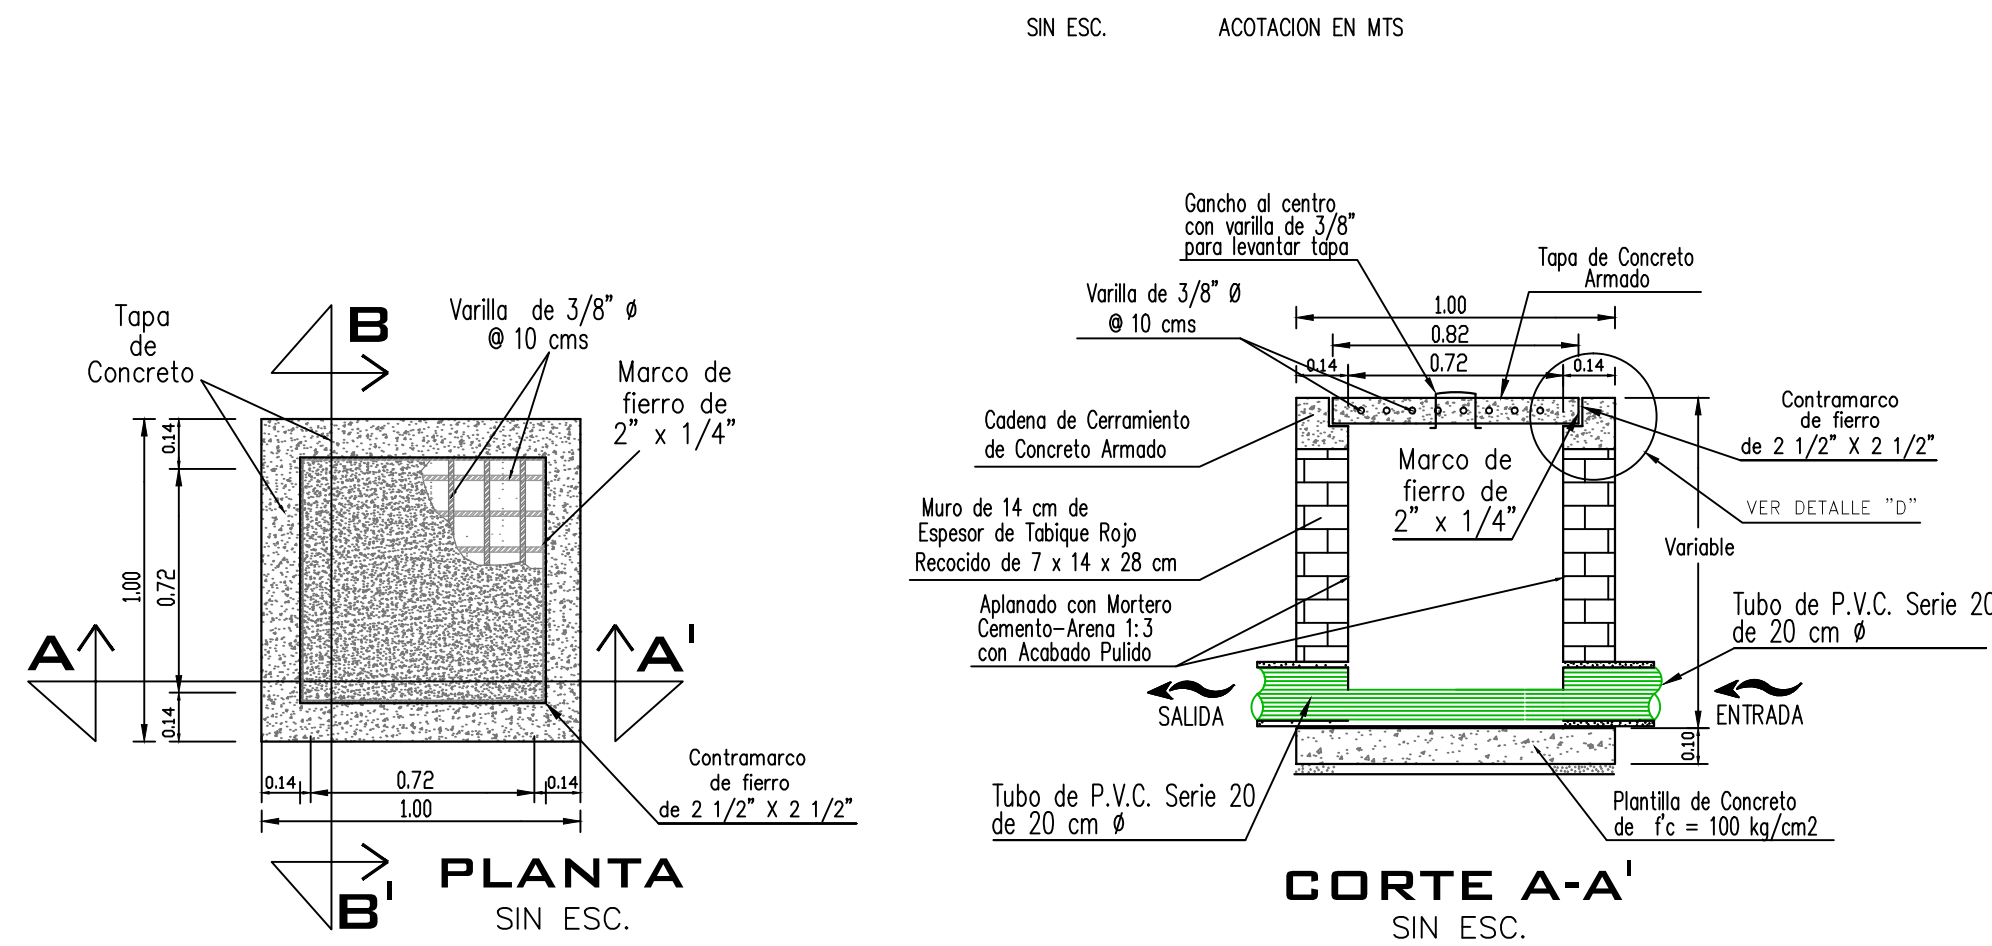 SIN ESC. ACOTACION EN MTS
Tapa
de
Concreto
B
Varilla de 3/8" ø
@ 10 cms
Marco de
fierro de
2" x 1/4"
0.14
1.00
0.72
0.14
A
A'
0.14
0.72
0.14
1.00
Contramarco
de fierro
de 2 1/2" X 2 1/2"
B'
PLANTA
SIN ESC.
Gancho al centro
con varilla de 3/8"
para levantar tapa
Tapa de Concreto
Armado
Varilla de 3/8" Ø
@ 10 cms
1.00
0.82
0.14
0.72
0.14
Cadena de Cerramiento
de Concreto Armado
Marco de
fierro de
2" x 1/4"
Contramarco
de fierro
de 2 1/2" X 2 1/2"
VER DETALLE "D"
Muro de 14 cm de
Espesor de Tabique Rojo
Recocido de 7 x 14 x 28 cm
Variable
Aplanado con Mortero
Cemento-Arena 1:3
con Acabado Pulido
Tubo de P.V.C. Serie 20
de 20 cm Ø
SALIDA
ENTRADA
0.10
Tubo de P.V.C. Serie 20
de 20 cm Ø
Plantilla de Concreto
de f'c = 100 kg/cm2
CORTE A-A'
SIN ESC.